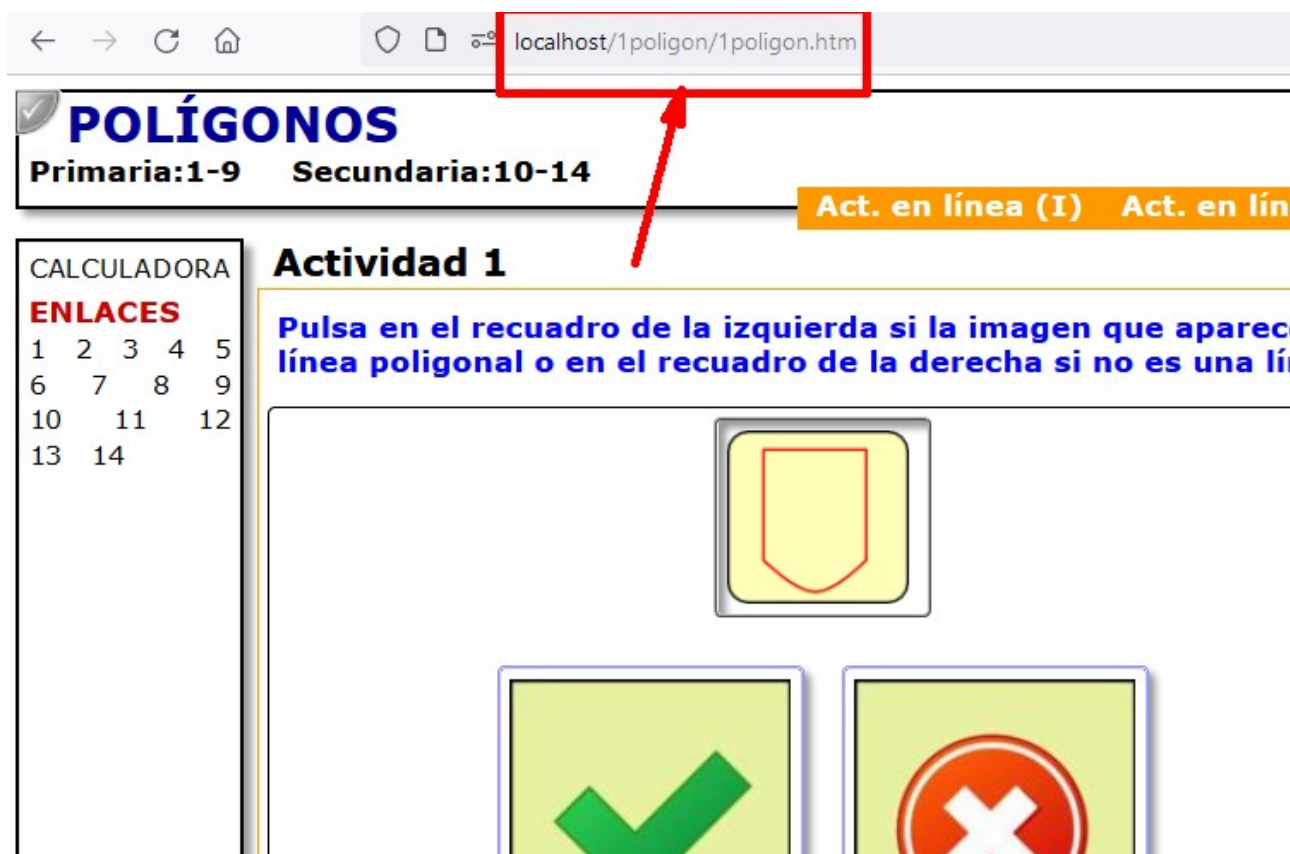 localhost/1poligon/1poligon.htm
POLÍGONOS
Primaria:1-9 Secundaria:10-14
Act. en línea (I) Act. en lín
CALCULADORA
ENLACES
1 2 3 4 5
6 7 8 9
10 11 12
13 14
Actividad 1
Pulsa en el recuadro de la izquierda si la imagen que aparec
línea poligonal o en el recuadro de la derecha si no es una lí